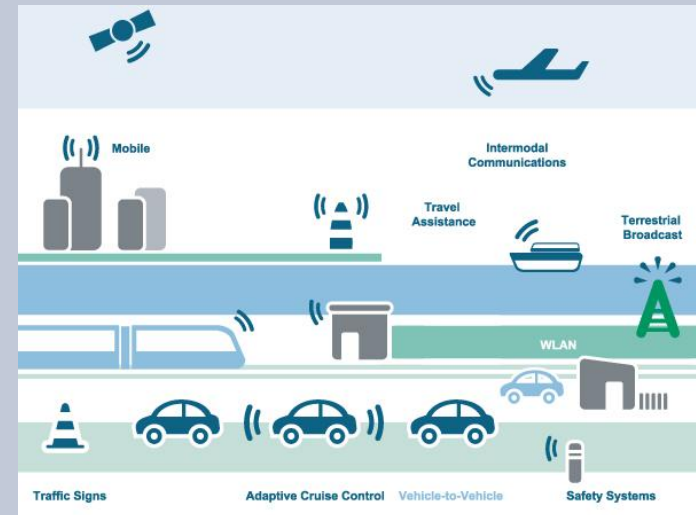 Mobile
Intermodal
Communications
Travel
Assistance
Terrestrial
Broadcast
WLAN
Traffic Signs
Adaptive Cruise Control
Vehicle-to-Vehicle
Safety Systems